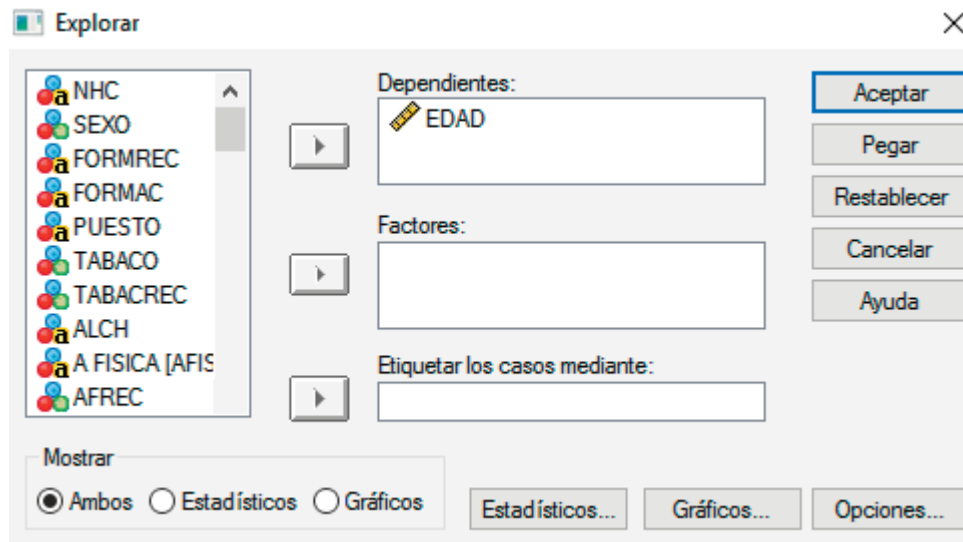 Explorar
NHC
SEXO
FORMREC
FORMAC
PUESTO
TABACO
TABACREC
ALCH
A FISICA [AFIS
AFREC
Dependientes:
EDAD
Factores:
Etiquetar los casos mediante:
Aceptar
Pegar
Restablecer
Cancelar
Ayuda
Mostrar
Ambos Estadísticos Gráficos
Estadísticos... Gráficos... Opciones...